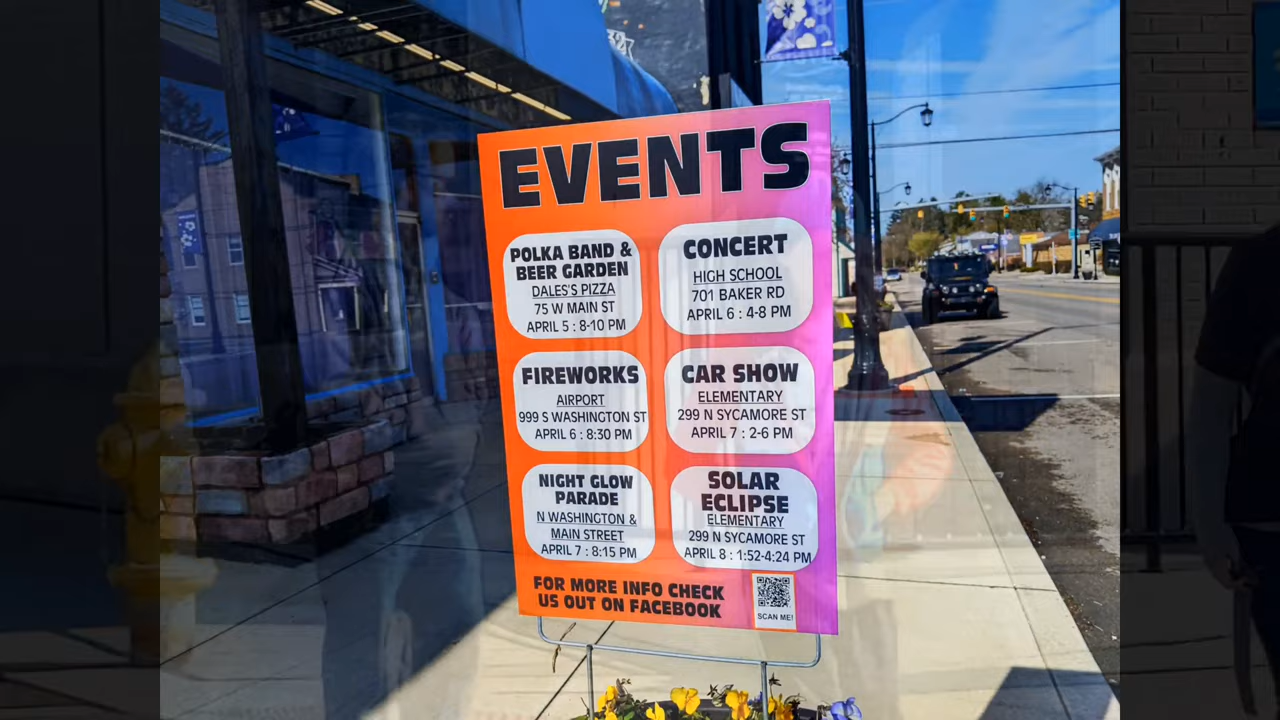 EVENTS
POLKA BAND &
BEER GARDEN
DALES'S PIZZA
75 W MAIN ST
APRIL 5 : 8-10 PM
CONCERT
HIGH SCHOOL
701 BAKER RD
APRIL 6 : 4-8 PM
FIREWORKS
AIRPORT
999 S WASHINGTON ST
APRIL 6 : 8:30 PM
CAR SHOW
ELEMENTARY
299 N SYCAMORE ST
APRIL 7 : 2-6 PM
NIGHT GLOW
PARADE
N WASHINGTON &
MAIN STREET
APRIL 7 : 8:15 PM
SOLAR
ECLIPSE
ELEMENTARY
299 N SYCAMORE ST
APRIL 8 : 1:52-4:24 PM
FOR MORE INFO CHECK
US OUT ON FACEBOOK
SCAN ME!